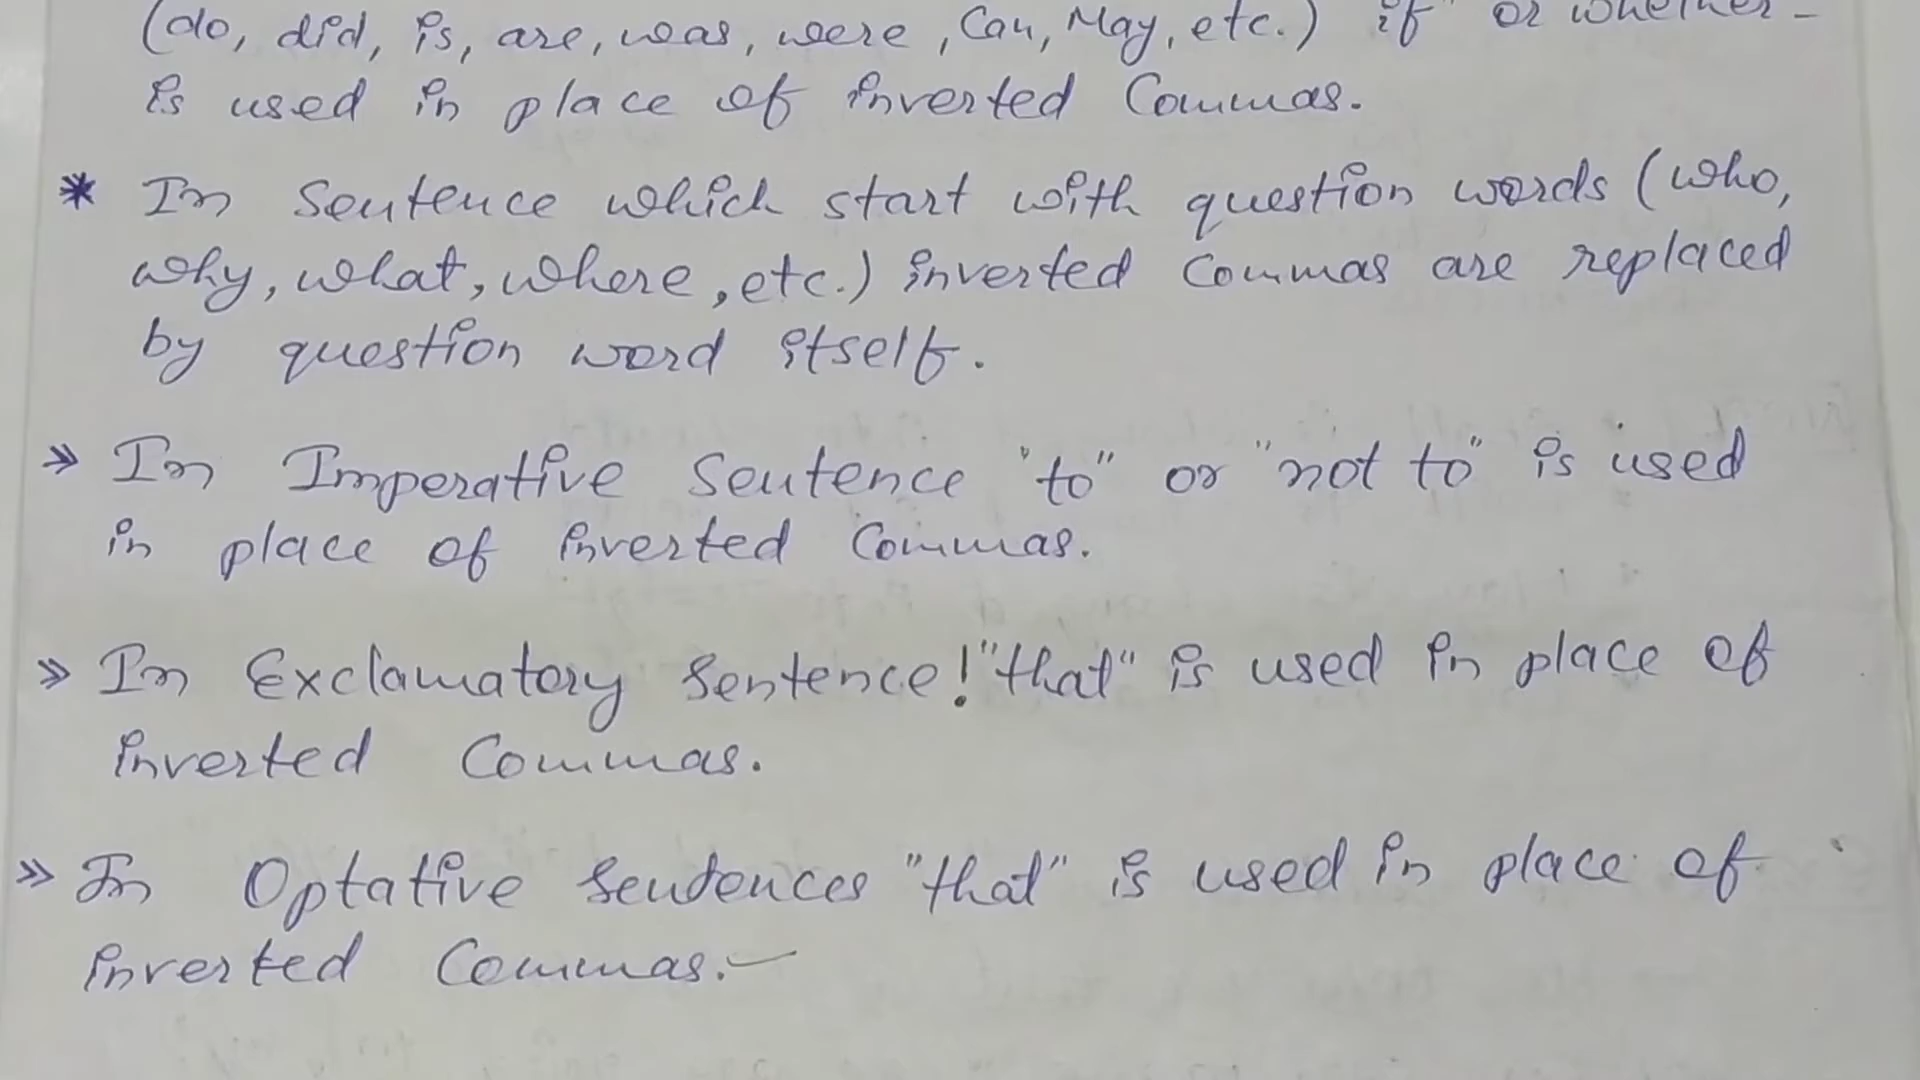 (do, did, is, are, was, were, Can, May, etc.) if" or whether -
is used in place of inverted Commas.
* In Sentence which start with question words (who,
why, what, where, etc.) inverted Commas are replaced
by question word itself.
» In Imperative Sentence "to" or "not to" is used
in place of inverted Commas.
» In Exclamatory Sentence! "that" is used in place of
inverted Commas.
» In Optative Sentences "that" is used in place of
inverted Commas.-